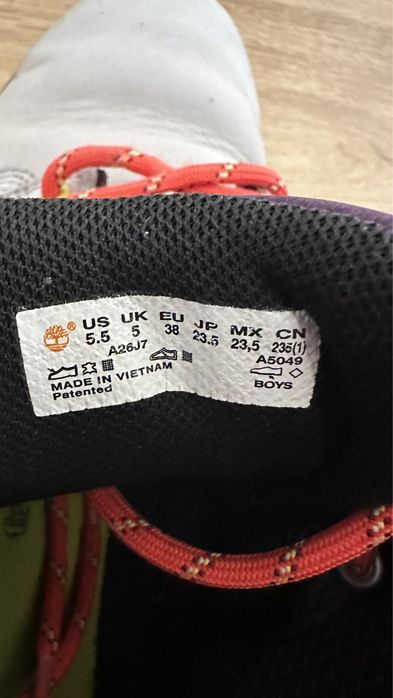 ® US UK EU JP MX CN
5.5 5 38 23.5 23,5 235(1)
A26J7 A5049
MADE IN VIETNAM
Patented
BOYS